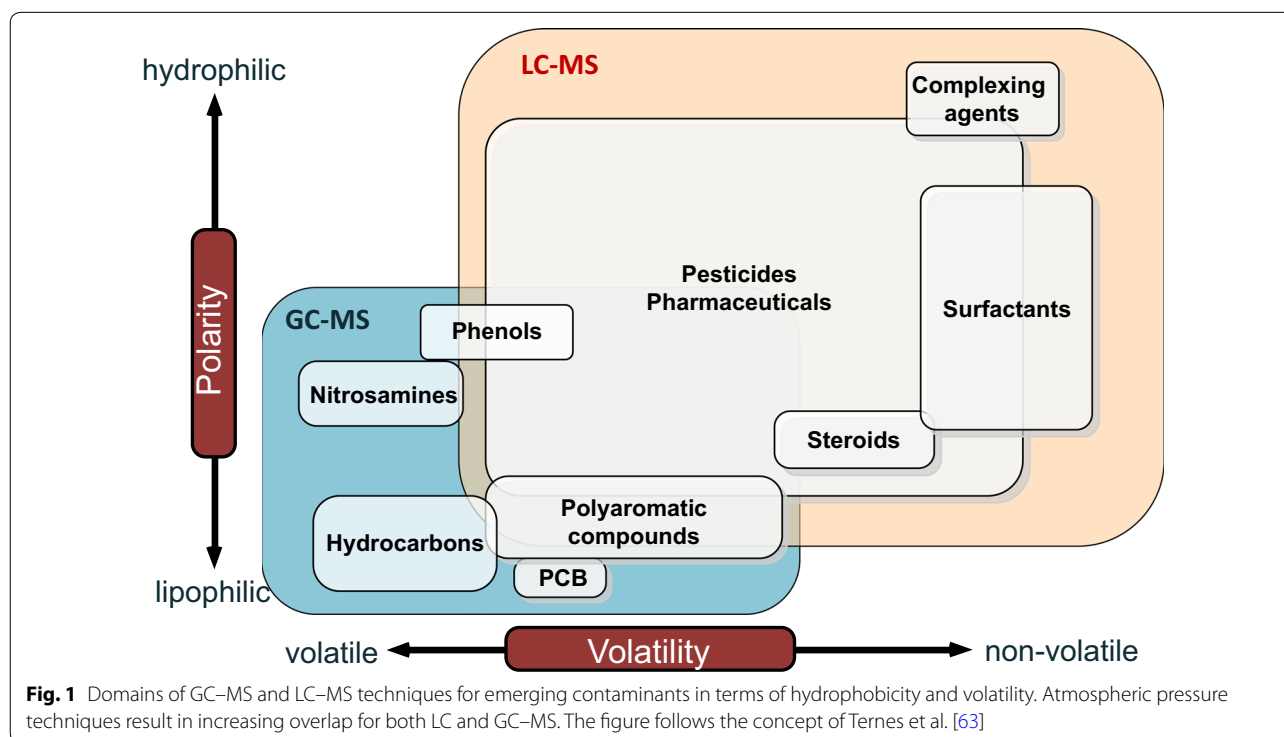 hydrophilic
LC-MS
Complexing
agents
Polarity
Pesticides
Pharmaceuticals
Surfactants
GC-MS
Phenols
Nitrosamines
Steroids
Polyaromatic
compounds
Hydrocarbons
PCB
lipophilic
volatile
Volatility
non-volatile
Fig. 1 Domains of GC–MS and LC–MS techniques for emerging contaminants in terms of hydrophobicity and volatility. Atmospheric pressure
techniques result in increasing overlap for both LC and GC–MS. The figure follows the concept of Ternes et al. [63]